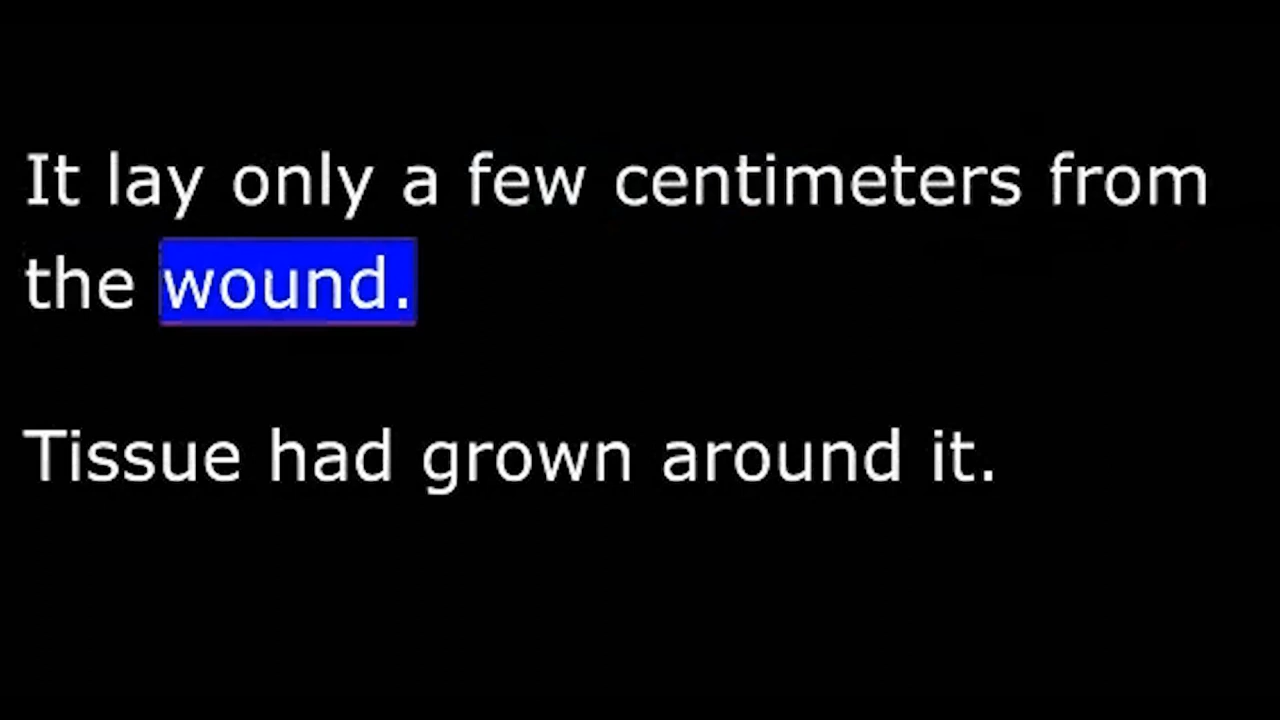 It lay only a few centimeters from
the wound.
Tissue had grown around it.